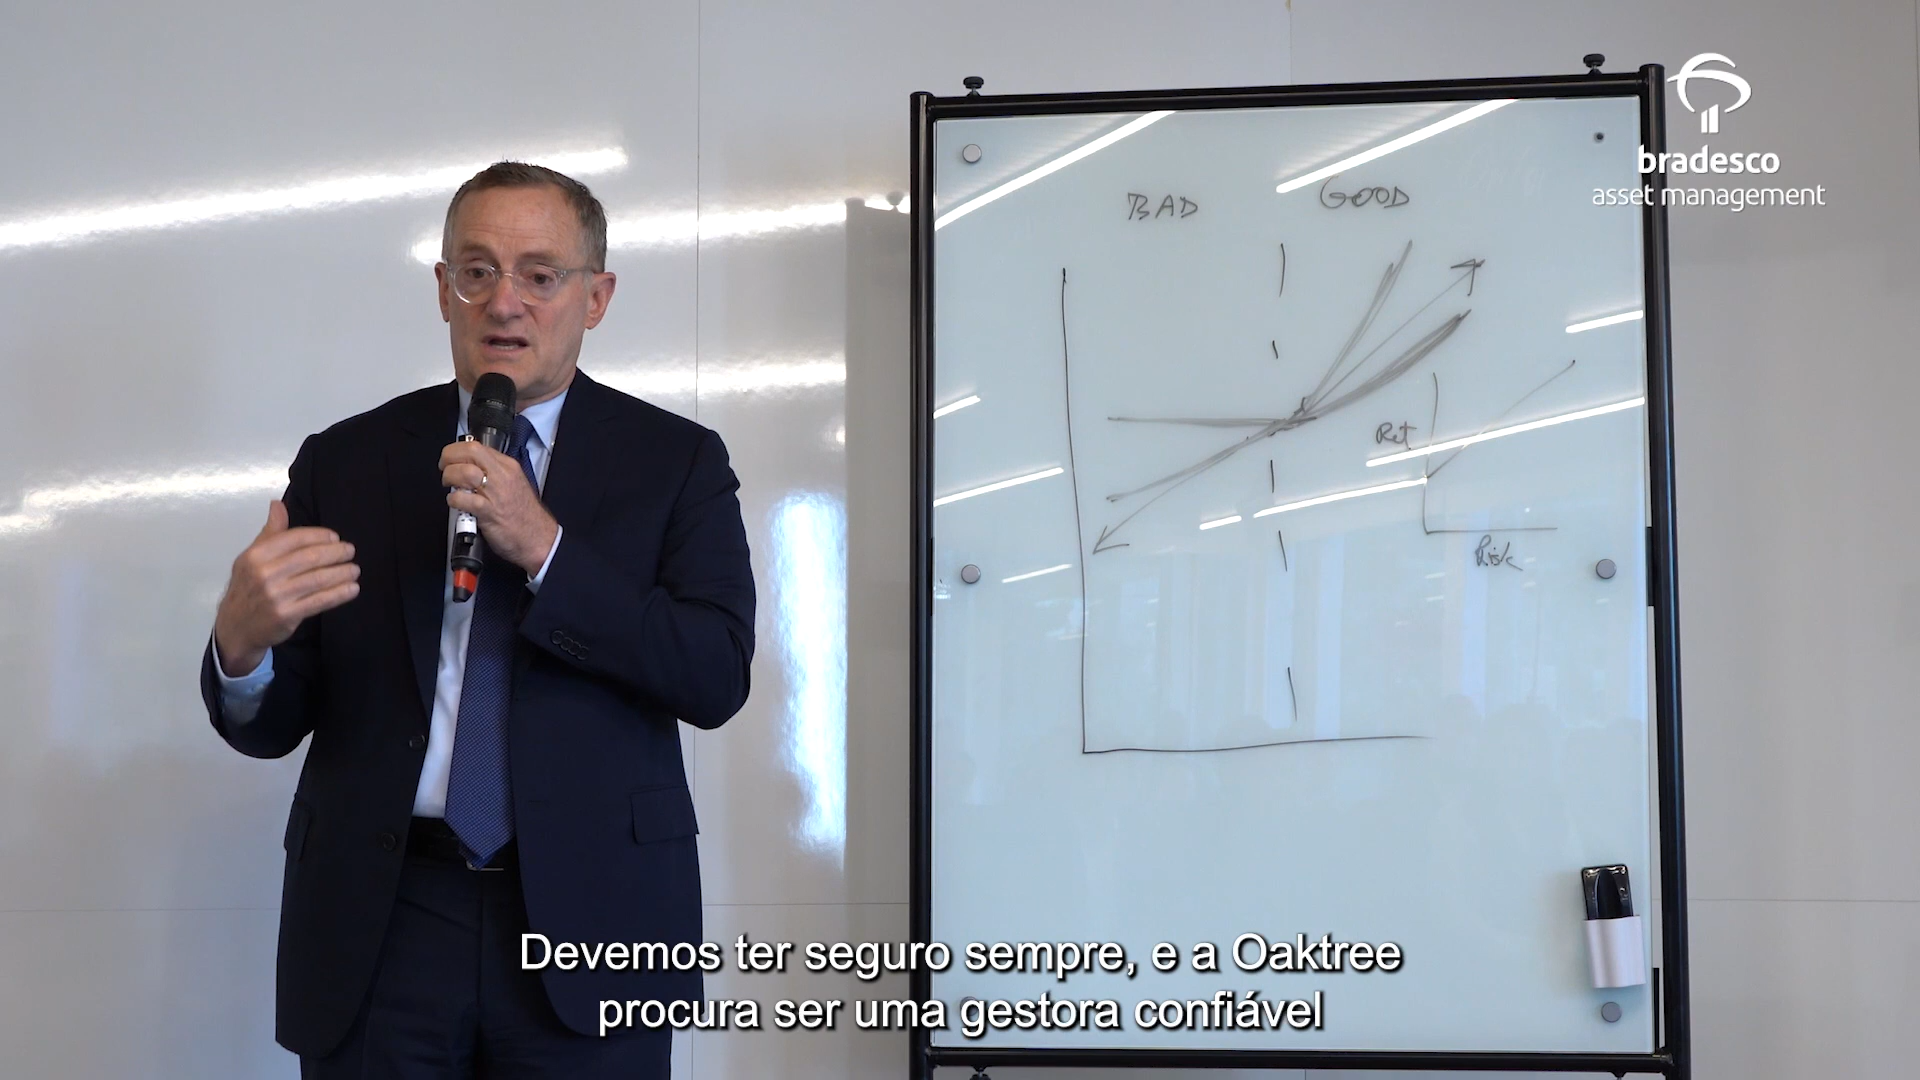 bradesco
asset management
BAD
GOOD
Ret
Risk
Devemos ter seguro sempre, e a Oaktree
procura ser uma gestora confiável